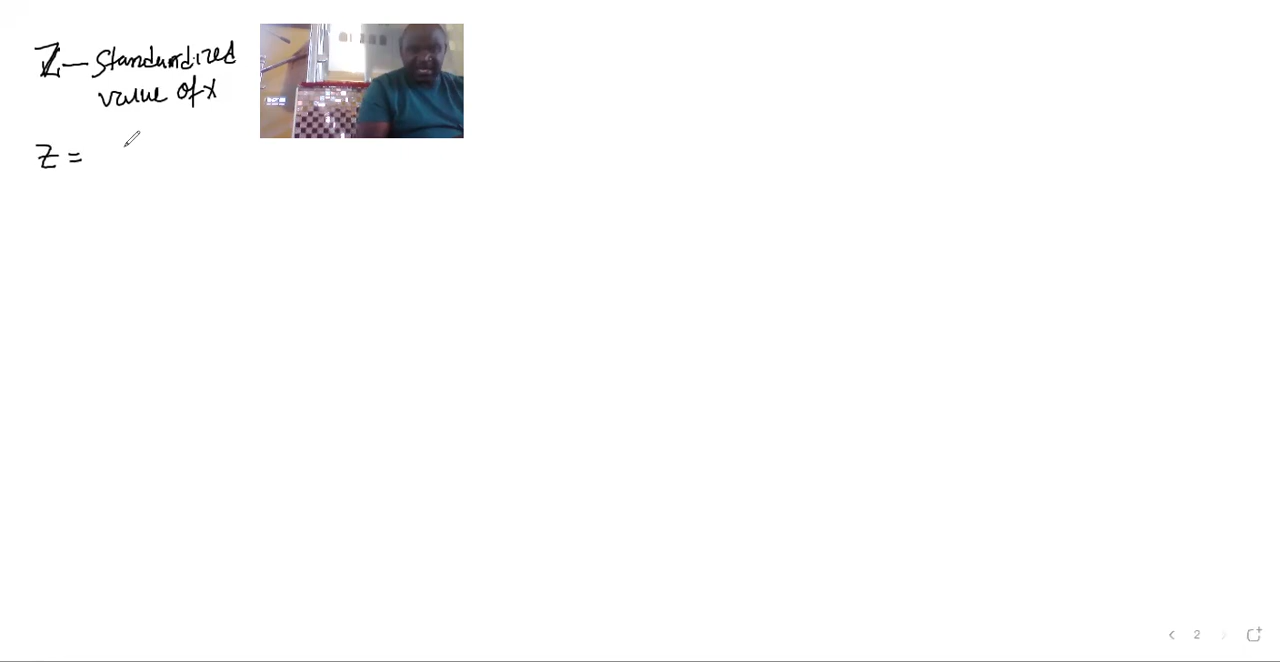 Z – Standardized
value of x
Z =
2